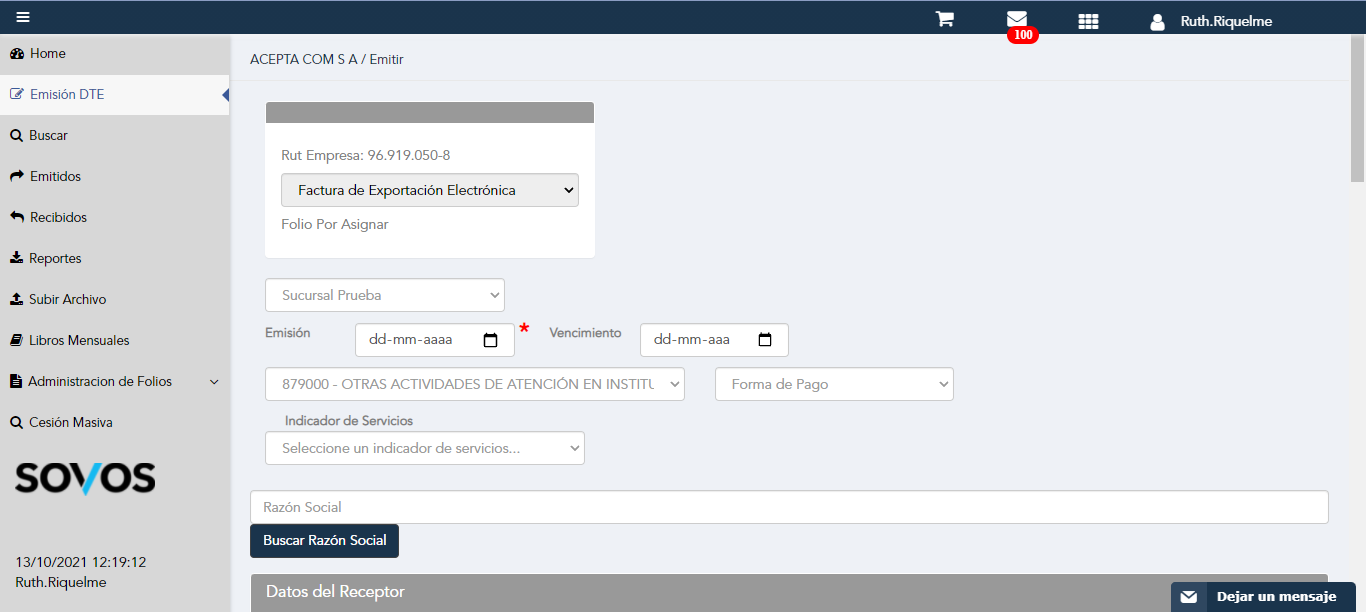 Ruth.Riquelme
100
Home
ACEPTA COM S A / Emitir
Emisión DTE
Buscar
Emitidos
Recibidos
Reportes
Subir Archivo
Libros Mensuales
Administracion de Folios
Cesión Masiva
SOVOS
13/10/2021 12:19:12
Ruth.Riquelme
Rut Empresa: 96.919.050-8
Factura de Exportación Electrónica
Folio Por Asignar
Sucursal Prueba
Emisión dd-mm-aaaa * Vencimiento dd-mm-aaa
879000 - OTRAS ACTIVIDADES DE ATENCIÓN EN INSTITU Forma de Pago
Indicador de Servicios
Seleccione un indicador de servicios...
Razón Social
Buscar Razón Social
Datos del Receptor
Dejar un mensaje